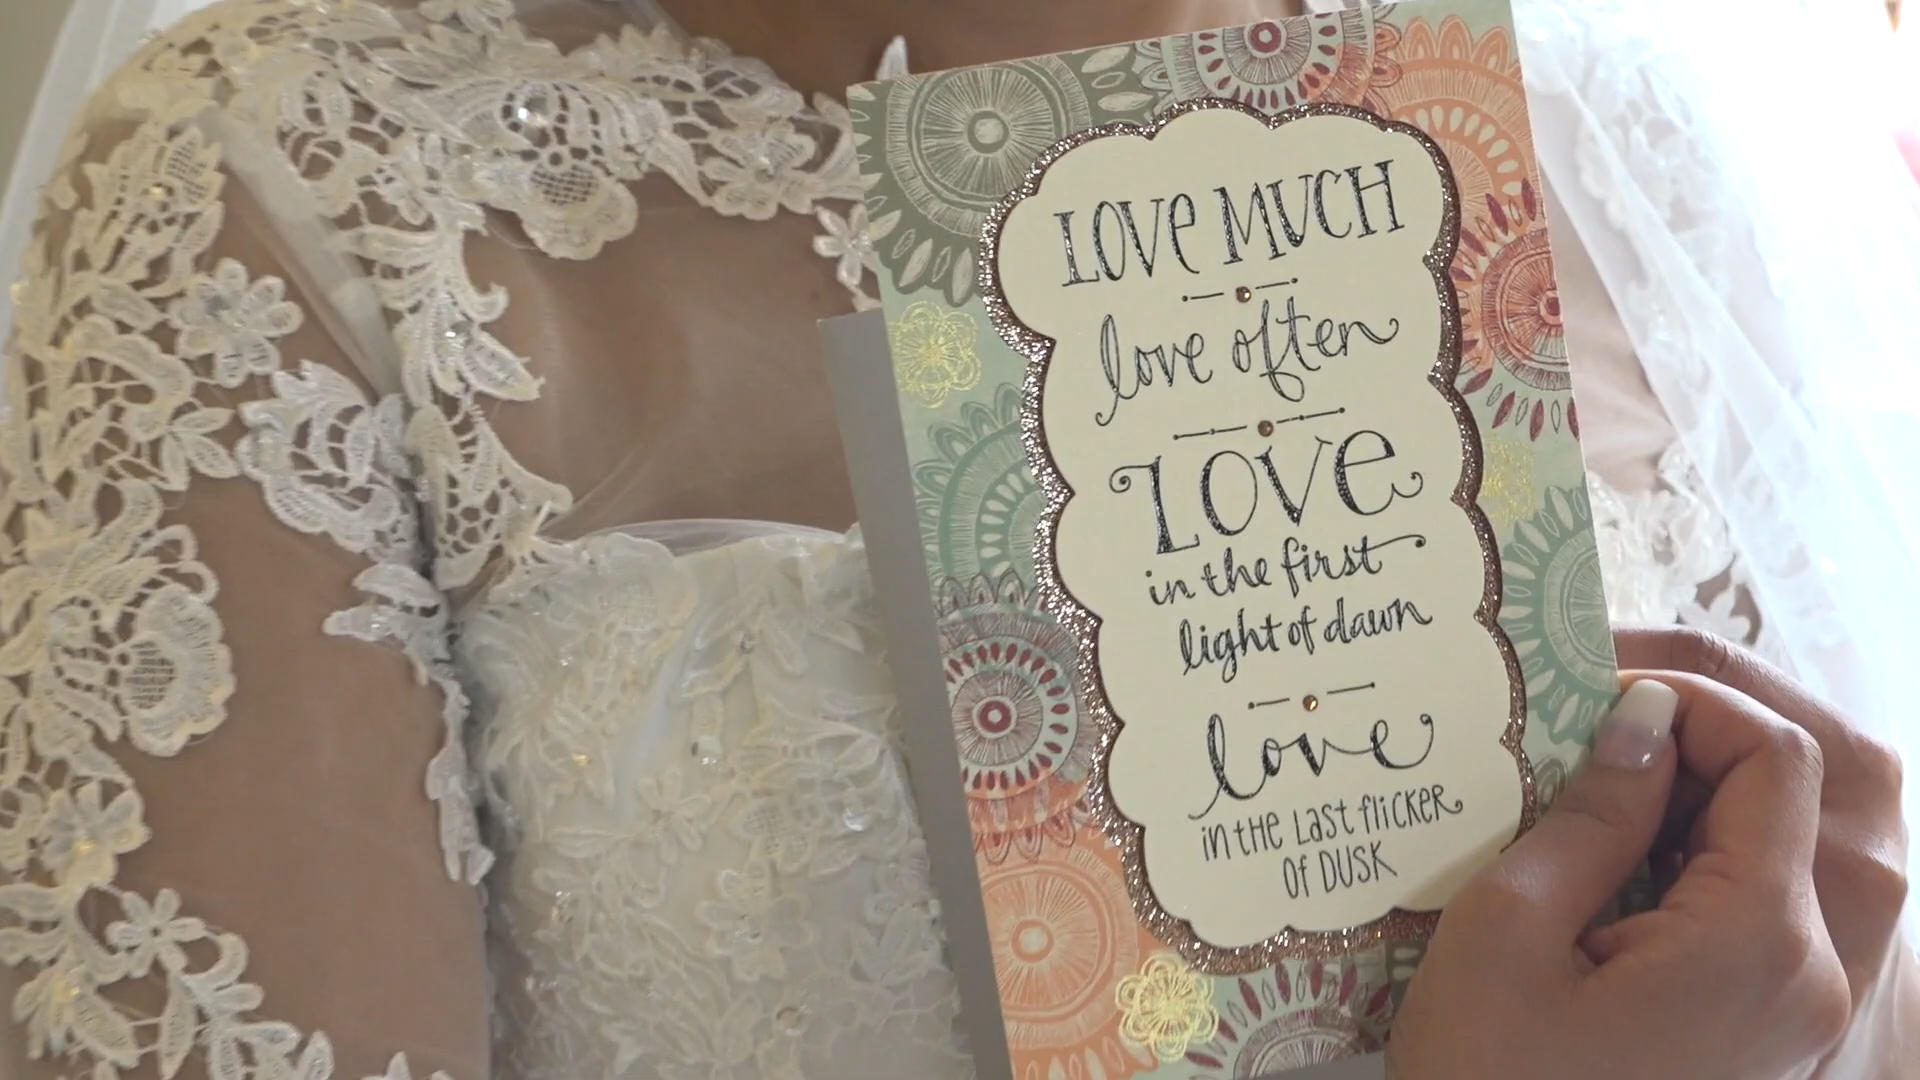 LOVE MUCH
love often
LOVE
in the first
light of dawn
love
in the last flicker
of DUSK